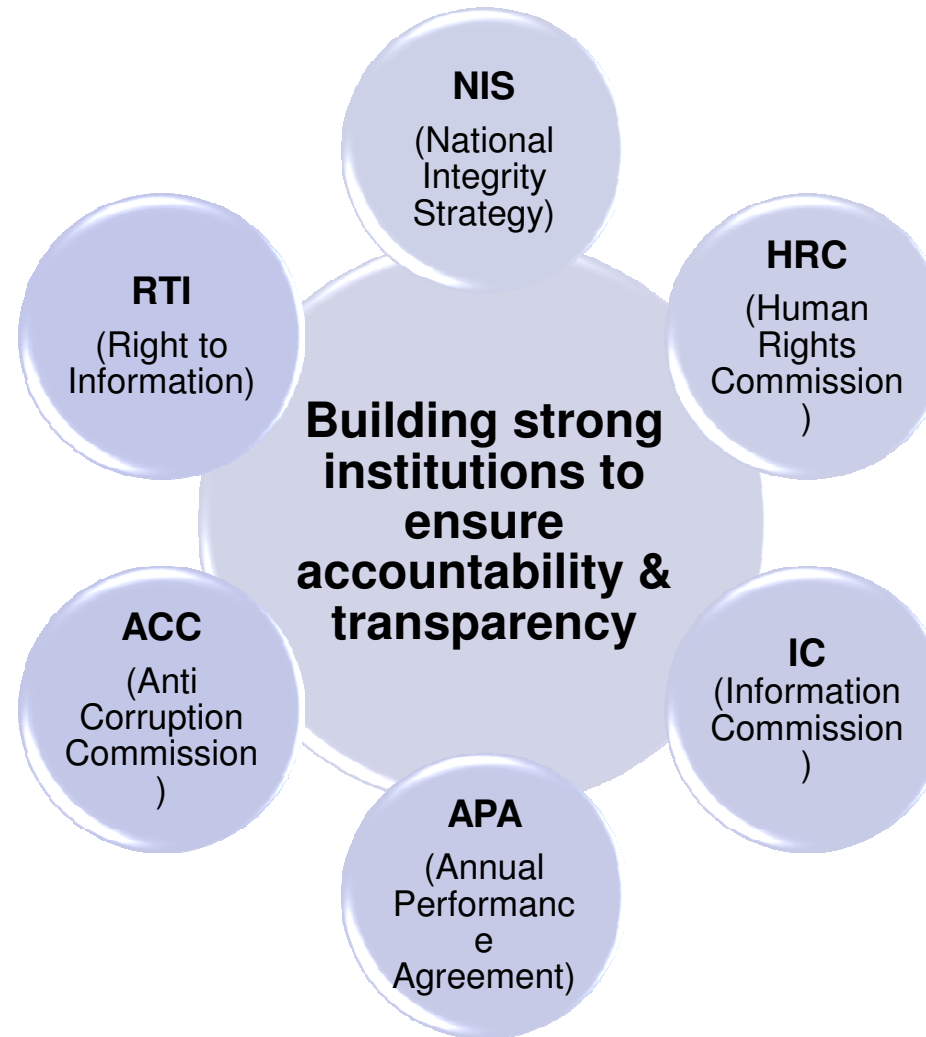 NIS
(National
Integrity
Strategy)
HRC
(Human
Rights
Commission
)
IC
(Information
Commission
)
APA
(Annual
Performanc
e
Agreement)
ACC
(Anti
Corruption
Commission
)
RTI
(Right to
Information)
Building strong
institutions to
ensure
accountability &
transparency